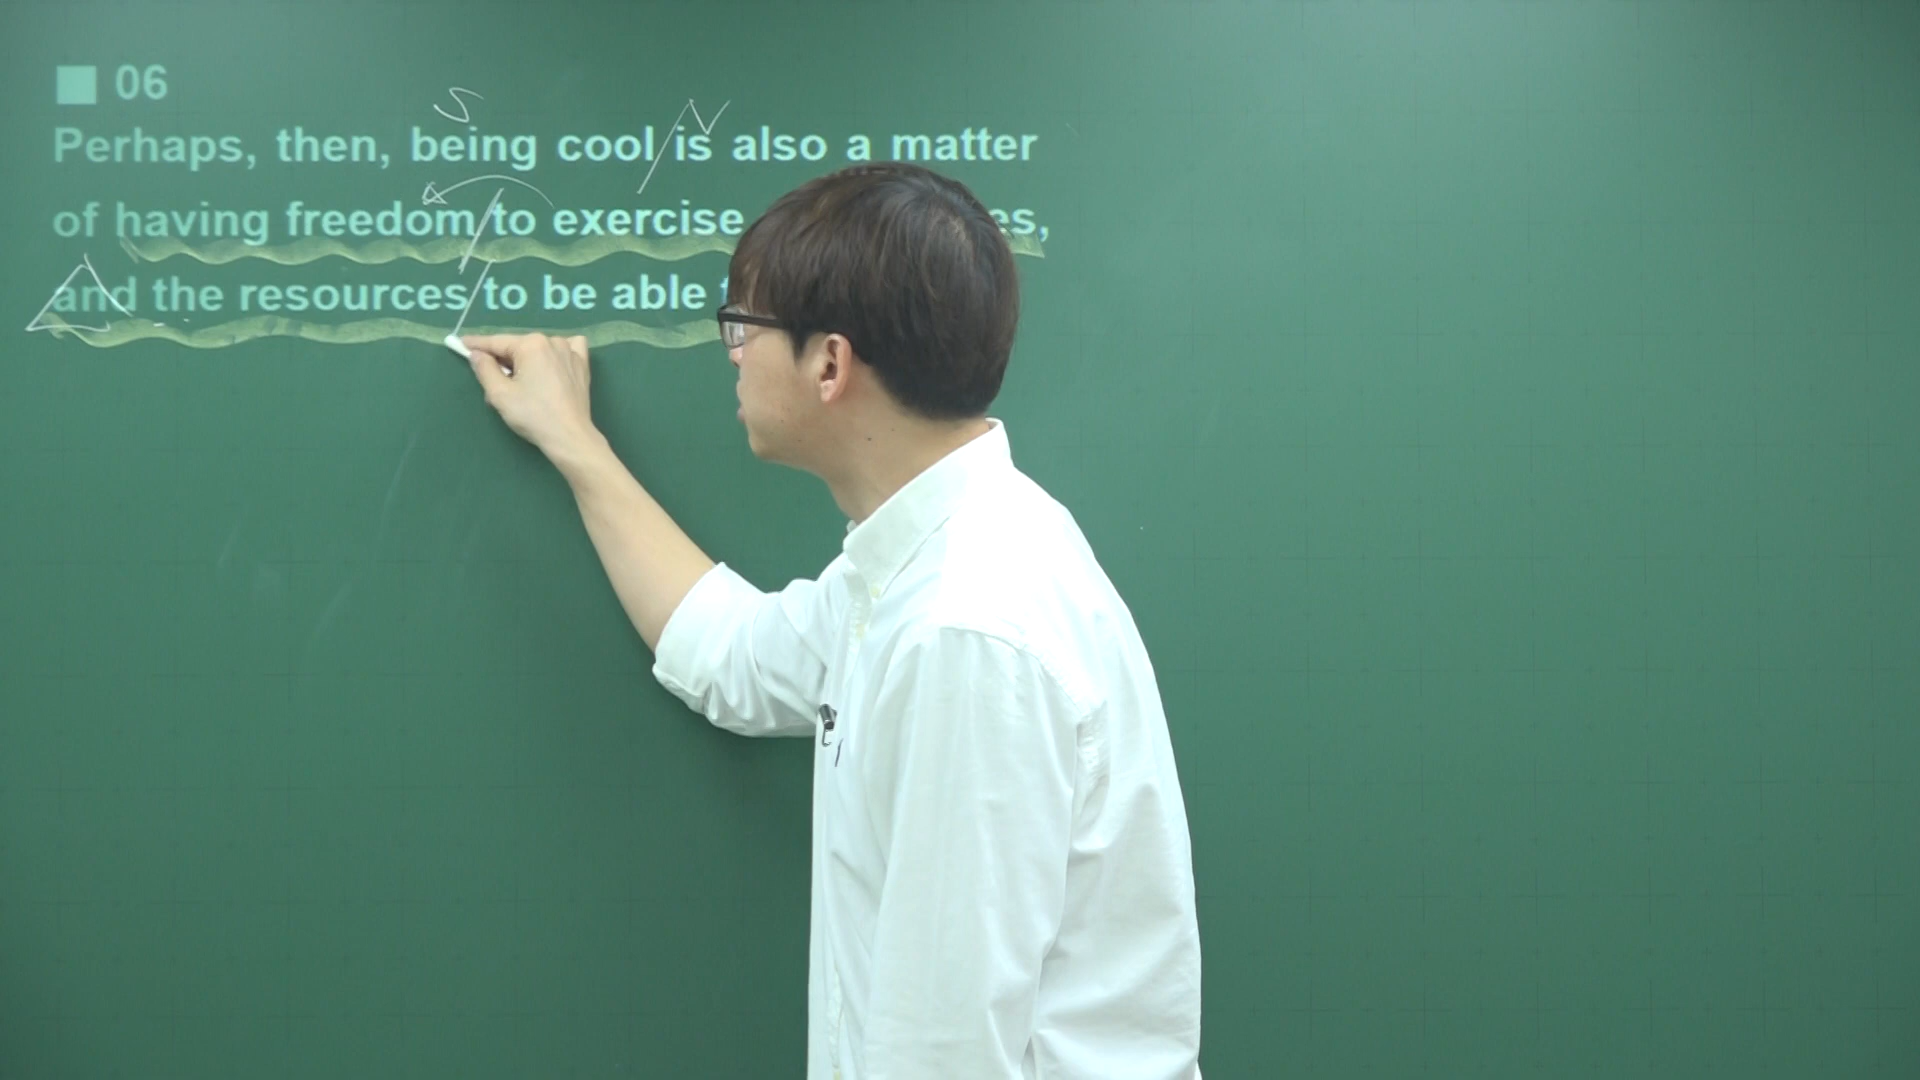 ■ 06
S V
Perhaps, then, being cool is also a matter
of having freedom to exercise es,
and the resources to be able